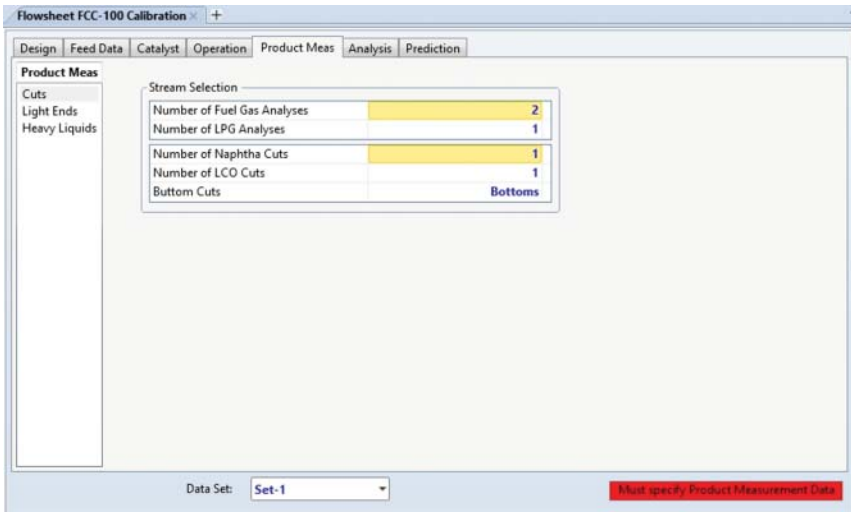 Flowsheet FCC-100 Calibration × +
Design Feed Data Catalyst Operation Product Meas Analysis Prediction
Product Meas
Cuts
Light Ends
Heavy Liquids
Stream Selection
Number of Fuel Gas Analyses 2
Number of LPG Analyses 1
Number of Naphtha Cuts 1
Number of LCO Cuts 1
Buttom Cuts Bottoms
Data Set: Set-1
Must specify Product Measurement Data